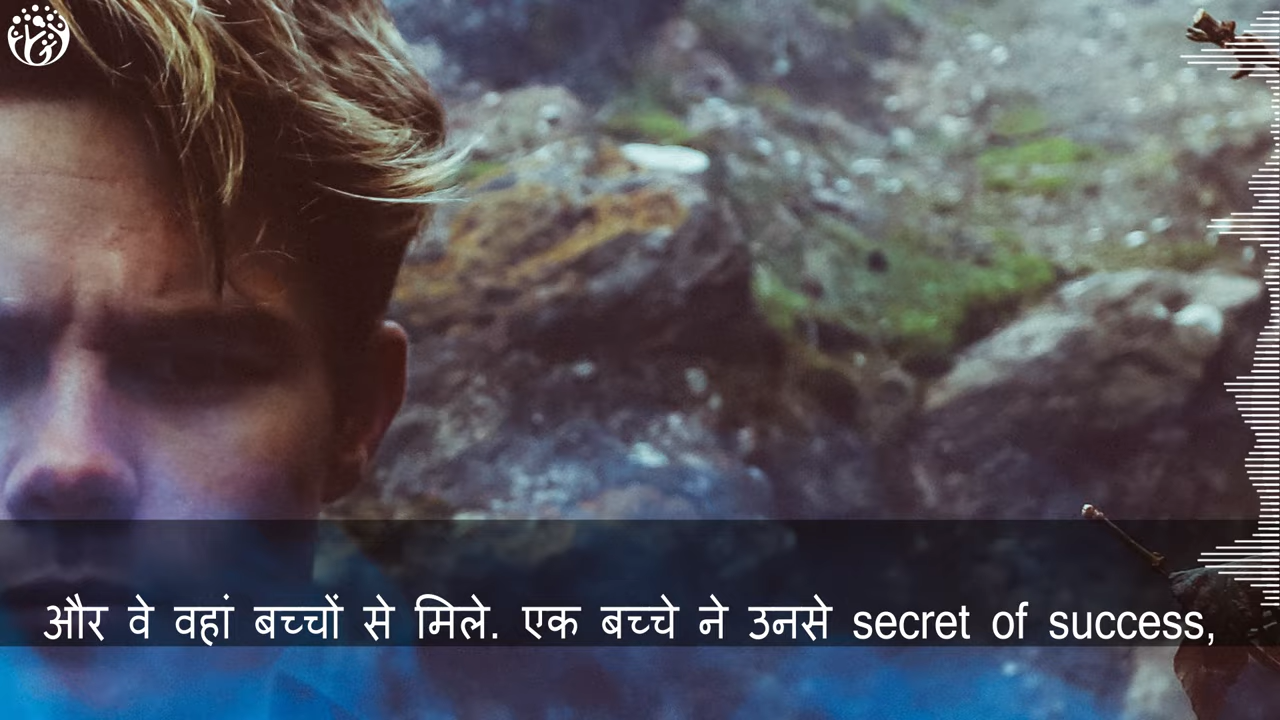 और वे वहां बच्चों से मिले. एक बच्चे ने उनसे secret of success,